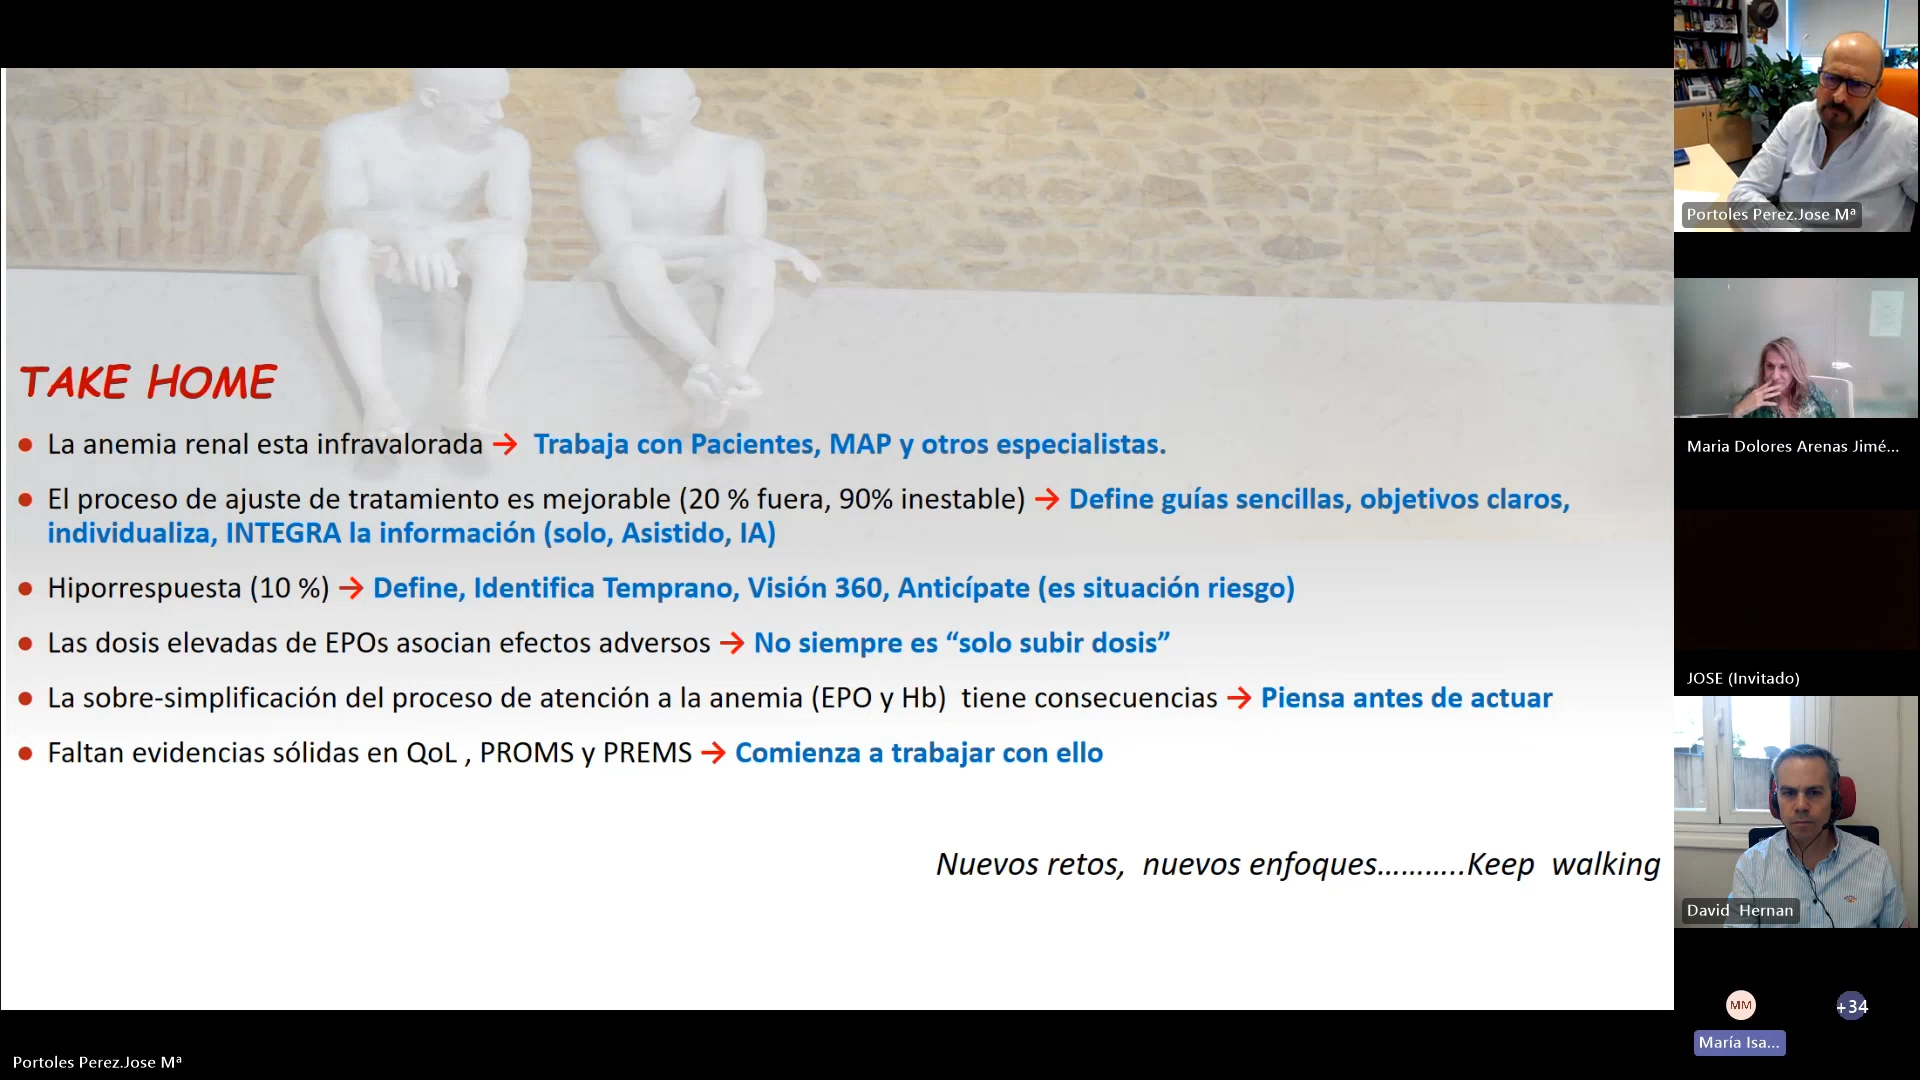 TAKE HOME
● La anemia renal esta infravalorada → Trabaja con Pacientes, MAP y otros especialistas.
● El proceso de ajuste de tratamiento es mejorable (20 % fuera, 90% inestable) → Define guías sencillas, objetivos claros,
individualiza, INTEGRA la información (solo, Asistido, IA)
● Hiporrespuesta (10 %) → Define, Identifica Temprano, Visión 360, Anticípate (es situación riesgo)
● Las dosis elevadas de EPOs asocian efectos adversos → No siempre es “solo subir dosis”
● La sobre-simplificación del proceso de atención a la anemia (EPO y Hb) tiene consecuencias → Piensa antes de actuar
● Faltan evidencias sólidas en QoL , PROMS y PREMS → Comienza a trabajar con ello
Nuevos retos, nuevos enfoques………..Keep walking
Portoles Perez.Jose Mª
Portoles Perez.Jose Mª
Maria Dolores Arenas Jimé...
JOSE (Invitado)
David Hernan
MM
+34
María Isa...